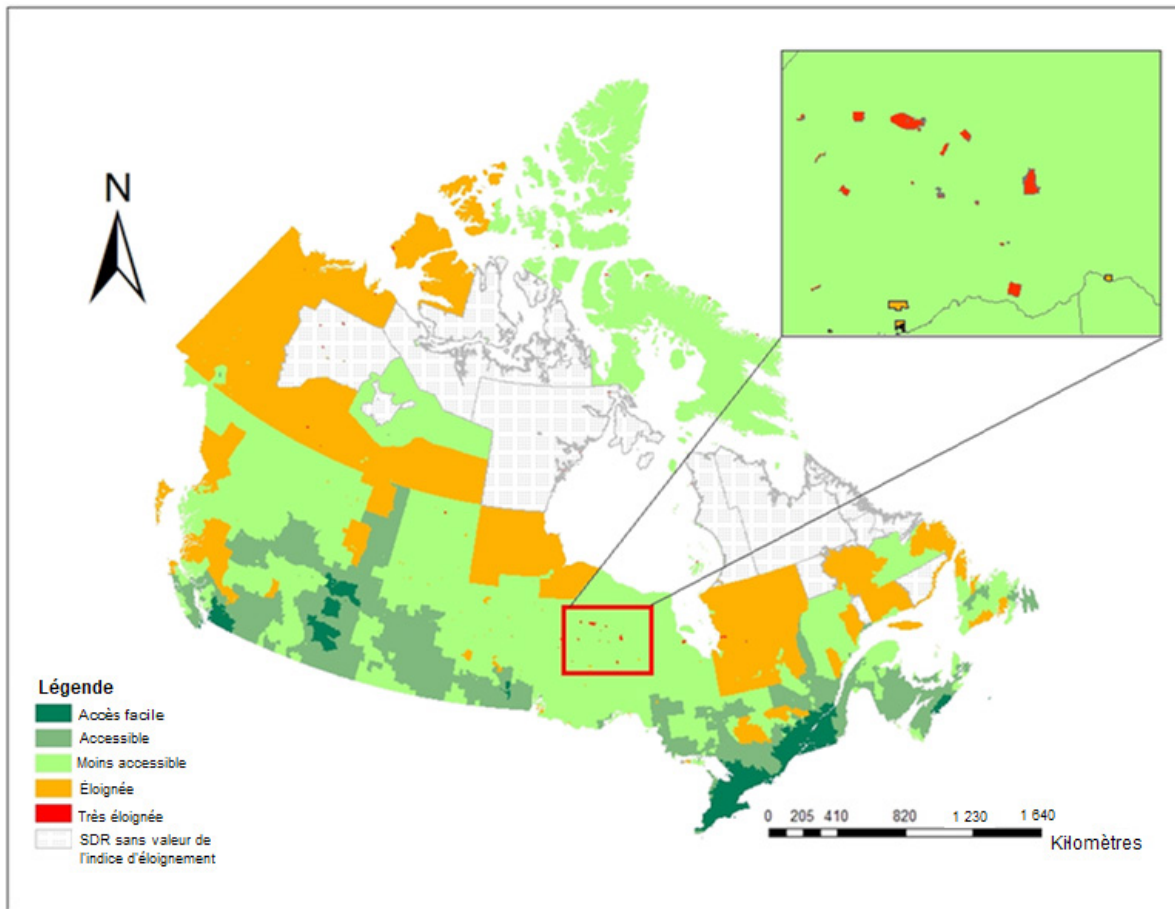 N
Légende
Accès facile
Accessible
Moins accessible
Éloignée
Très éloignée
SDR sans valeur de
l'indice d'éloignement
0 205 410 820 1 230 1 640
Kilomètres